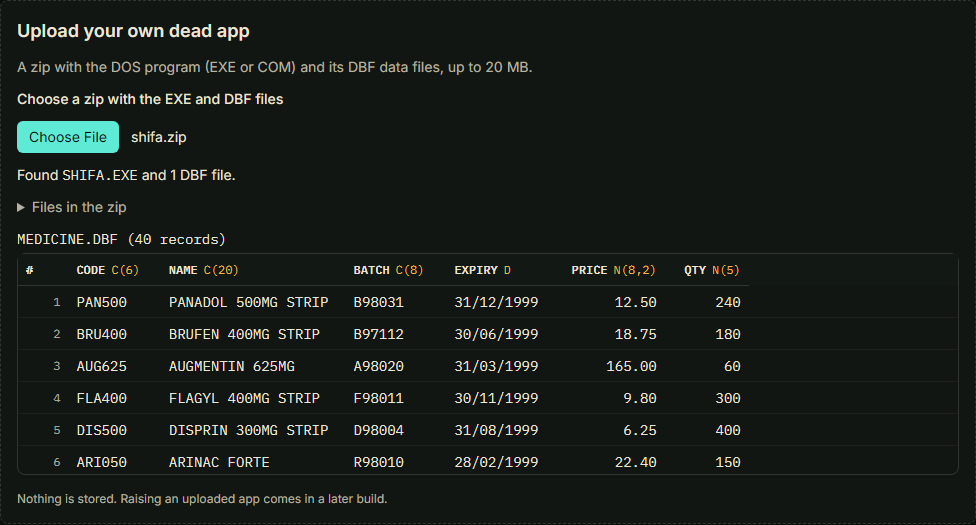 Upload your own dead app
A zip with the DOS program (EXE or COM) and its DBF data files, up to 20 MB.
Choose a zip with the EXE and DBF files
Choose File shifa.zip
Found SHIFA.EXE and 1 DBF file.
▶ Files in the zip
MEDICINE.DBF (40 records)
# CODE C(6) NAME C(20) BATCH C(8) EXPIRY D PRICE N(8,2) QTY N(5)
1 PAN500 PANADOL 500MG STRIP B98031 31/12/1999 12.50 240
2 BRU400 BRUFEN 400MG STRIP B97112 30/06/1999 18.75 180
3 AUG625 AUGMENTIN 625MG A98020 31/03/1999 165.00 60
4 FLA400 FLAGYL 400MG STRIP F98011 30/11/1999 9.80 300
5 DIS500 DISPRIN 300MG STRIP D98004 31/08/1999 6.25 400
6 ARI050 ARINAC FORTE R98010 28/02/1999 22.40 150
Nothing is stored. Raising an uploaded app comes in a later build.